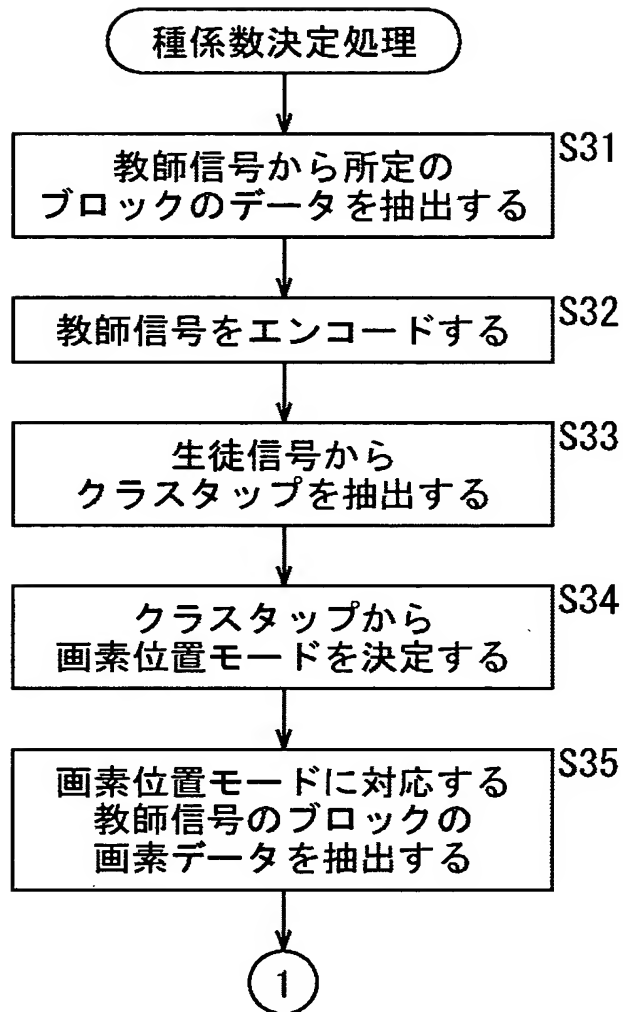 種係数決定処理
S31
教師信号から所定の
ブロックのデータを抽出する
S32
教師信号をエンコードする
S33
生徒信号から
クラスタップを抽出する
S34
クラスタップから
画素位置モードを決定する
S35
画素位置モードに対応する
教師信号のブロックの
画素データを抽出する
1